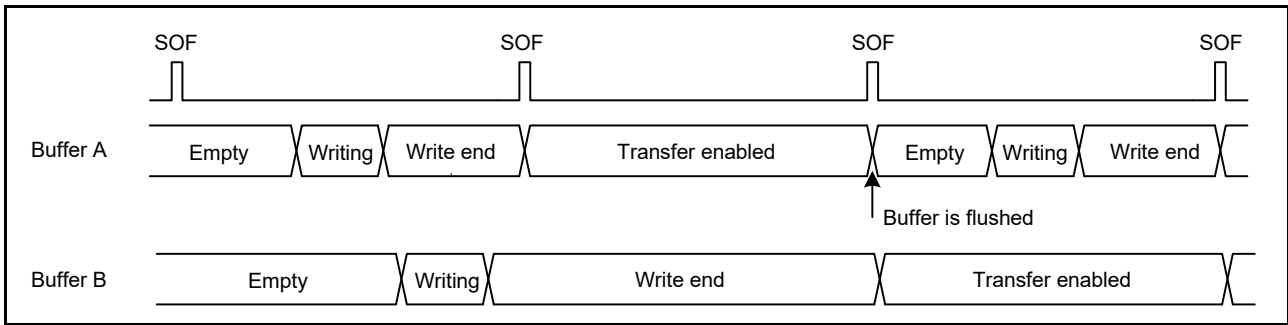 SOF SOF SOF SOF
Buffer A Empty Writing Write end Transfer enabled Empty Writing Write end
Buffer is flushed
Buffer B Empty Writing Write end Transfer enabled